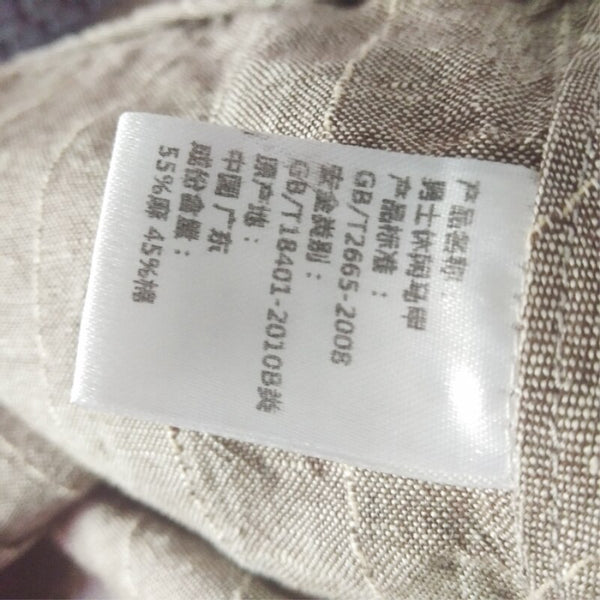 产品名称：
男士休闲马甲
产品标准：
GB/T2665-2008
安全类别：
GB/T18401-2010B类
原产地：
中国广东
成份含量：
55%麻 45%棉